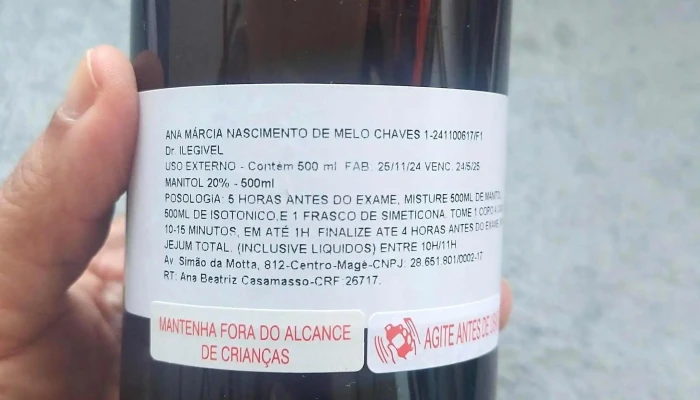 ANA MÁRCIA NASCIMENTO DE MELO CHAVES 1-241100617/F1
Dr. ILEGIVEL
USO EXTERNO - Contém 500 ml FAB: 25/11/24 VENC. 24/5/25
MANITOL 20% - 500ml
POSOLOGIA: 5 HORAS ANTES DO EXAME, MISTURE 500ML DE
500ML DE ISOTONICO,E 1 FRASCO DE SIMETICONA. TOME 1 COPO A
10-15 MINUTOS, EM ATÉ 1H. FINALIZE ATE 4 HORAS ANTES DO EXAME
JEJUM TOTAL. (INCLUSIVE LIQUIDOS) ENTRE 10H/11H.
Av. Simão da Motta, 812-Centro-Magè-CNPJ: 28.651.801/0002-17
RT: Ana Beatriz Casamasso-CRF:26717.
MANTENHA FORA DO ALCANCE
DE CRIANÇAS
AGITE ANTES DE